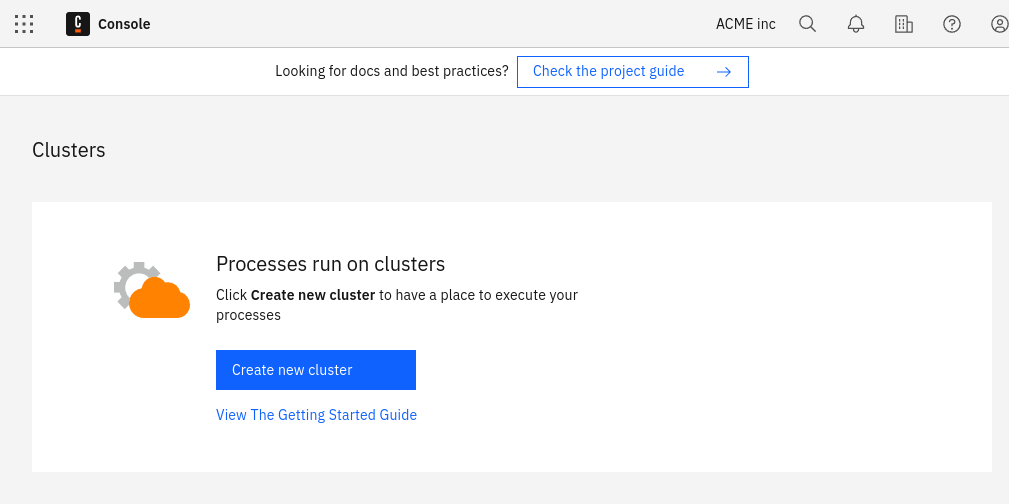 Console
ACME inc
Looking for docs and best practices?
Check the project guide
Clusters
Processes run on clusters
Click Create new cluster to have a place to execute your
processes
Create new cluster
View The Getting Started Guide